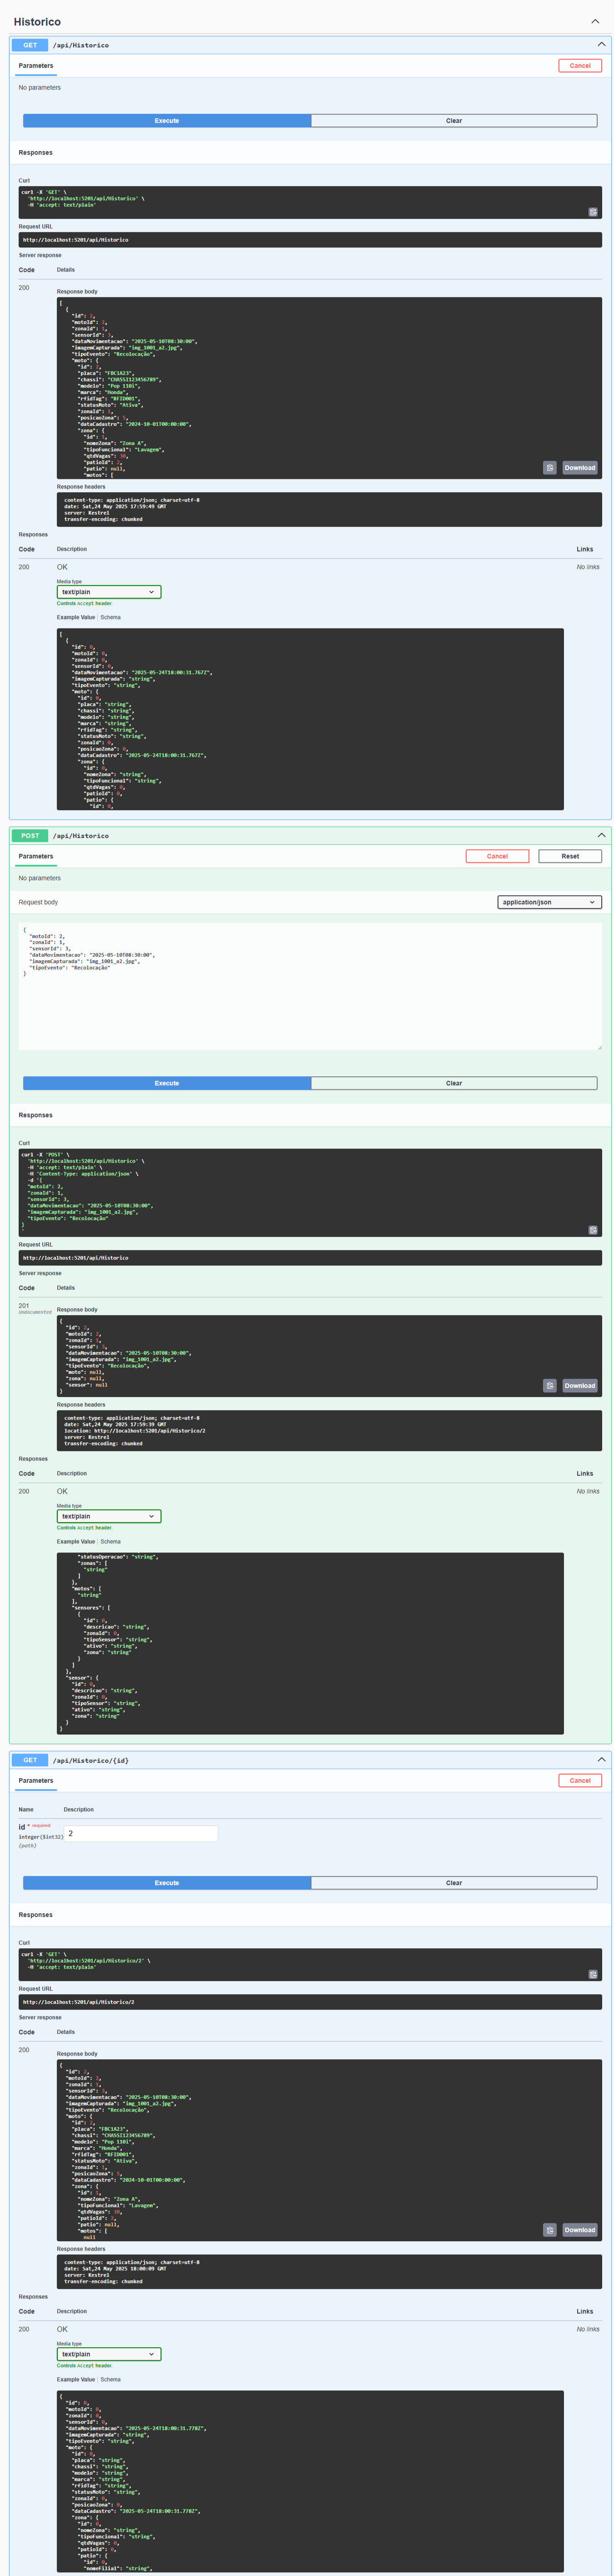 Historico
GET /api/Historico
Parameters
Cancel
No parameters
Execute
Clear
Responses
Curl
curl -X 'GET' \
'http://localhost:5201/api/Historico' \
-H 'accept: text/plain'
Request URL
http://localhost:5201/api/Historico
Server response
Code Details
200
Response body
[
{
"id": 2,
"motoId": 2,
"zonaId": 1,
"sensorId": 3,
"dataMovimentacao": "2025-05-10T08:30:00",
"imagemCapturada": "img_1001_a2.jpg",
"tipoEvento": "Recolocação",
"moto": {
"id": 2,
"placa": "FBC1A23",
"chassi": "CHASSI123456789",
"modelo": "Pop 110i",
"marca": "Honda",
"rfidTag": "RFID001",
"statusMoto": "Ativa",
"zonaId": 1,
"posicaoZona": 5,
"dataCadastro": "2024-10-01T00:00:00",
"zona": {
"id": 1,
"nomeZona": "Zona A",
"tipoFuncional": "Lavagem",
"qtdVagas": 30,
"patioId": 2,
"patio": null,
"motos": [
Download
Response headers
content-type: application/json; charset=utf-8
date: Sat,24 May 2025 17:59:49 GMT
server: Kestrel
transfer-encoding: chunked
Responses
Code Description Links
200 OK No links
Media type
text/plain
Controls Accept header.
Example Value Schema
[
{
"id": 0,
"motoId": 0,
"zonaId": 0,
"sensorId": 0,
"dataMovimentacao": "2025-05-24T18:00:31.767Z",
"imagemCapturada": "string",
"tipoEvento": "string",
"moto": {
"id": 0,
"placa": "string",
"chassi": "string",
"modelo": "string",
"marca": "string",
"rfidTag": "string",
"statusMoto": "string",
"zonaId": 0,
"posicaoZona": 0,
"dataCadastro": "2025-05-24T18:00:31.767Z",
"zona": {
"id": 0,
"nomeZona": "string",
"tipoFuncional": "string",
"qtdVagas": 0,
"patioId": 0,
"patio": {
"id": 0,
POST /api/Historico
Parameters
Cancel
Reset
No parameters
Request body
application/json
{
"motoId": 2,
"zonaId": 1,
"sensorId": 3,
"dataMovimentacao": "2025-05-10T08:30:00",
"imagemCapturada": "img_1001_a2.jpg",
"tipoEvento": "Recolocação"
}
Execute
Clear
Responses
Curl
curl -X 'POST' \
'http://localhost:5201/api/Historico' \
-H 'accept: text/plain' \
-H 'Content-Type: application/json' \
-d '{
"motoId": 2,
"zonaId": 1,
"sensorId": 3,
"dataMovimentacao": "2025-05-10T08:30:00",
"imagemCapturada": "img_1001_a2.jpg",
"tipoEvento": "Recolocação"
}
'
Request URL
http://localhost:5201/api/Historico
Server response
Code Details
201
Undocumented
Response body
{
"id": 2,
"motoId": 2,
"zonaId": 1,
"sensorId": 3,
"dataMovimentacao": "2025-05-10T08:30:00",
"imagemCapturada": "img_1001_a2.jpg",
"tipoEvento": "Recolocação",
"moto": null,
"zona": null,
"sensor": null
}
Download
Response headers
content-type: application/json; charset=utf-8
date: Sat,24 May 2025 17:59:39 GMT
location: http://localhost:5201/api/Historico/2
server: Kestrel
transfer-encoding: chunked
Responses
Code Description Links
200 OK No links
Media type
text/plain
Controls Accept header.
Example Value Schema
"statusOperacao": "string",
"zonas": [
"string"
]
},
"motos": [
"string"
],
"sensores": [
{
"id": 0,
"descricao": "string",
"zonaId": 0,
"tipoSensor": "string",
"ativo": "string",
"zona": "string"
}
]
},
"sensor": {
"id": 0,
"descricao": "string",
"zonaId": 0,
"tipoSensor": "string",
"ativo": "string",
"zona": "string"
}
}
GET /api/Historico/{id}
Parameters
Cancel
Name Description
id * required
integer($int32)
(path)
2
Execute
Clear
Responses
Curl
curl -X 'GET' \
'http://localhost:5201/api/Historico/2' \
-H 'accept: text/plain'
Request URL
http://localhost:5201/api/Historico/2
Server response
Code Details
200
Response body
{
"id": 2,
"motoId": 2,
"zonaId": 1,
"sensorId": 3,
"dataMovimentacao": "2025-05-10T08:30:00",
"imagemCapturada": "img_1001_a2.jpg",
"tipoEvento": "Recolocação",
"moto": {
"id": 2,
"placa": "FBC1A23",
"chassi": "CHASSI123456789",
"modelo": "Pop 110i",
"marca": "Honda",
"rfidTag": "RFID001",
"statusMoto": "Ativa",
"zonaId": 1,
"posicaoZona": 5,
"dataCadastro": "2024-10-01T00:00:00",
"zona": {
"id": 1,
"nomeZona": "Zona A",
"tipoFuncional": "Lavagem",
"qtdVagas": 30,
"patioId": 2,
"patio": null,
"motos": [
null
Download
Response headers
content-type: application/json; charset=utf-8
date: Sat,24 May 2025 18:00:09 GMT
server: Kestrel
transfer-encoding: chunked
Responses
Code Description Links
200 OK No links
Media type
text/plain
Controls Accept header.
Example Value Schema
{
"id": 0,
"motoId": 0,
"zonaId": 0,
"sensorId": 0,
"dataMovimentacao": "2025-05-24T18:00:31.778Z",
"imagemCapturada": "string",
"tipoEvento": "string",
"moto": {
"id": 0,
"placa": "string",
"chassi": "string",
"modelo": "string",
"marca": "string",
"rfidTag": "string",
"statusMoto": "string",
"zonaId": 0,
"posicaoZona": 0,
"dataCadastro": "2025-05-24T18:00:31.778Z",
"zona": {
"id": 0,
"nomeZona": "string",
"tipoFuncional": "string",
"qtdVagas": 0,
"patioId": 0,
"patio": {
"id": 0,
"nomeFilial": "string",